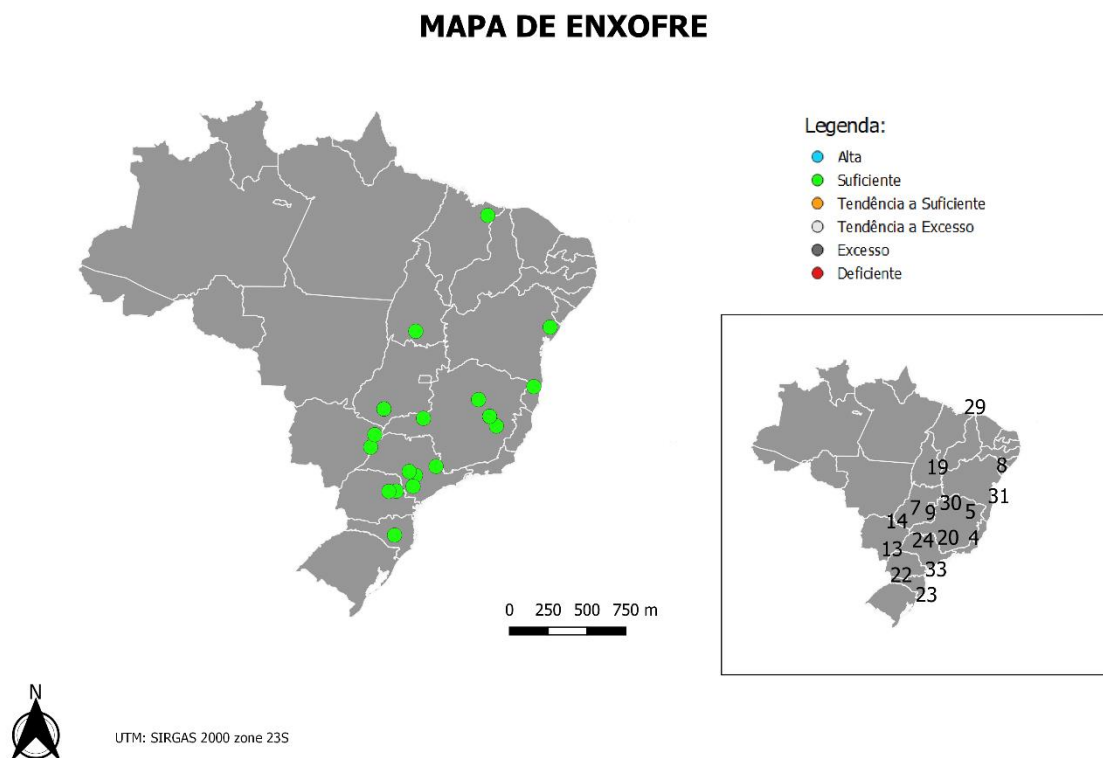 MAPA DE ENXOFRE
Legenda:
Alta
Suficiente
Tendência a Suficiente
Tendência a Excesso
Excesso
Deficiente
29
19
8
31
30
7
9
5
14
24
20
4
13
33
22
23
0 250 500 750 m
N
UTM: SIRGAS 2000 zone 23S